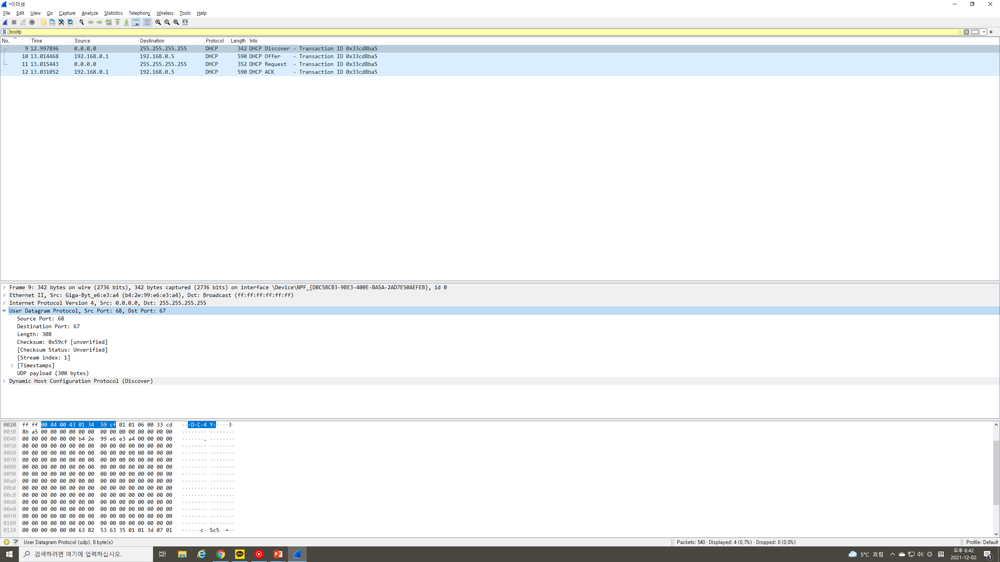 *이더넷
File Edit View Go Capture Analyze Statistics Telephony Wireless Tools Help
bootp
No. Time Source Destination Protocol Length Info
9 12.997896 0.0.0.0 255.255.255.255 DHCP 342 DHCP Discover - Transaction ID 0x33cd8ba5
10 13.014468 192.168.0.1 192.168.0.5 DHCP 590 DHCP Offer - Transaction ID 0x33cd8ba5
11 13.015443 0.0.0.0 255.255.255.255 DHCP 352 DHCP Request - Transaction ID 0x33cd8ba5
12 13.031052 192.168.0.1 192.168.0.5 DHCP 590 DHCP ACK - Transaction ID 0x33cd8ba5
Frame 9: 342 bytes on wire (2736 bits), 342 bytes captured (2736 bits) on interface \Device\NPF_{DBC5BCB3-9BE3-400E-BA5A-2AD7E50AEFEB}, id 0
Ethernet II, Src: Giga-Byt_e6:e3:a4 (b4:2e:99:e6:e3:a4), Dst: Broadcast (ff:ff:ff:ff:ff:ff)
Internet Protocol Version 4, Src: 0.0.0.0, Dst: 255.255.255.255
User Datagram Protocol, Src Port: 68, Dst Port: 67
Source Port: 68
Destination Port: 67
Length: 308
Checksum: 0x59cf [unverified]
[Checksum Status: Unverified]
[Stream index: 1]
[Timestamps]
UDP payload (300 bytes)
Dynamic Host Configuration Protocol (Discover)
0020 ff ff 00 44 00 43 01 34 59 cf 01 01 06 00 33 cd ···D·C·4 Y·····3·
0030 8b a5 00 00 00 00 00 00 00 00 00 00 00 00 00 00 ········ ········
0040 00 00 00 00 00 00 b4 2e 99 e6 e3 a4 00 00 00 00 ·······. ········
0050 00 00 00 00 00 00 00 00 00 00 00 00 00 00 00 00 ········ ········
0060 00 00 00 00 00 00 00 00 00 00 00 00 00 00 00 00 ········ ········
0070 00 00 00 00 00 00 00 00 00 00 00 00 00 00 00 00 ········ ········
0080 00 00 00 00 00 00 00 00 00 00 00 00 00 00 00 00 ········ ········
0090 00 00 00 00 00 00 00 00 00 00 00 00 00 00 00 00 ········ ········
00a0 00 00 00 00 00 00 00 00 00 00 00 00 00 00 00 00 ········ ········
00b0 00 00 00 00 00 00 00 00 00 00 00 00 00 00 00 00 ········ ········
00c0 00 00 00 00 00 00 00 00 00 00 00 00 00 00 00 00 ········ ········
00d0 00 00 00 00 00 00 00 00 00 00 00 00 00 00 00 00 ········ ········
00e0 00 00 00 00 00 00 00 00 00 00 00 00 00 00 00 00 ········ ········
00f0 00 00 00 00 00 00 00 00 00 00 00 00 00 00 00 00 ········ ········
0100 00 00 00 00 00 00 00 00 00 00 00 00 00 00 00 00 ········ ········
0110 00 00 00 00 00 00 63 82 53 63 35 01 01 3d 07 01 ······c· Sc5··=··
User Datagram Protocol (udp), 8 byte(s)
Packets: 540 · Displayed: 4 (0.7%) · Dropped: 0 (0.0%)
Profile: Default
검색하려면 여기에 입력하십시오.
TALK
5°C 흐림
한
오후 6:42
2021-12-02
1